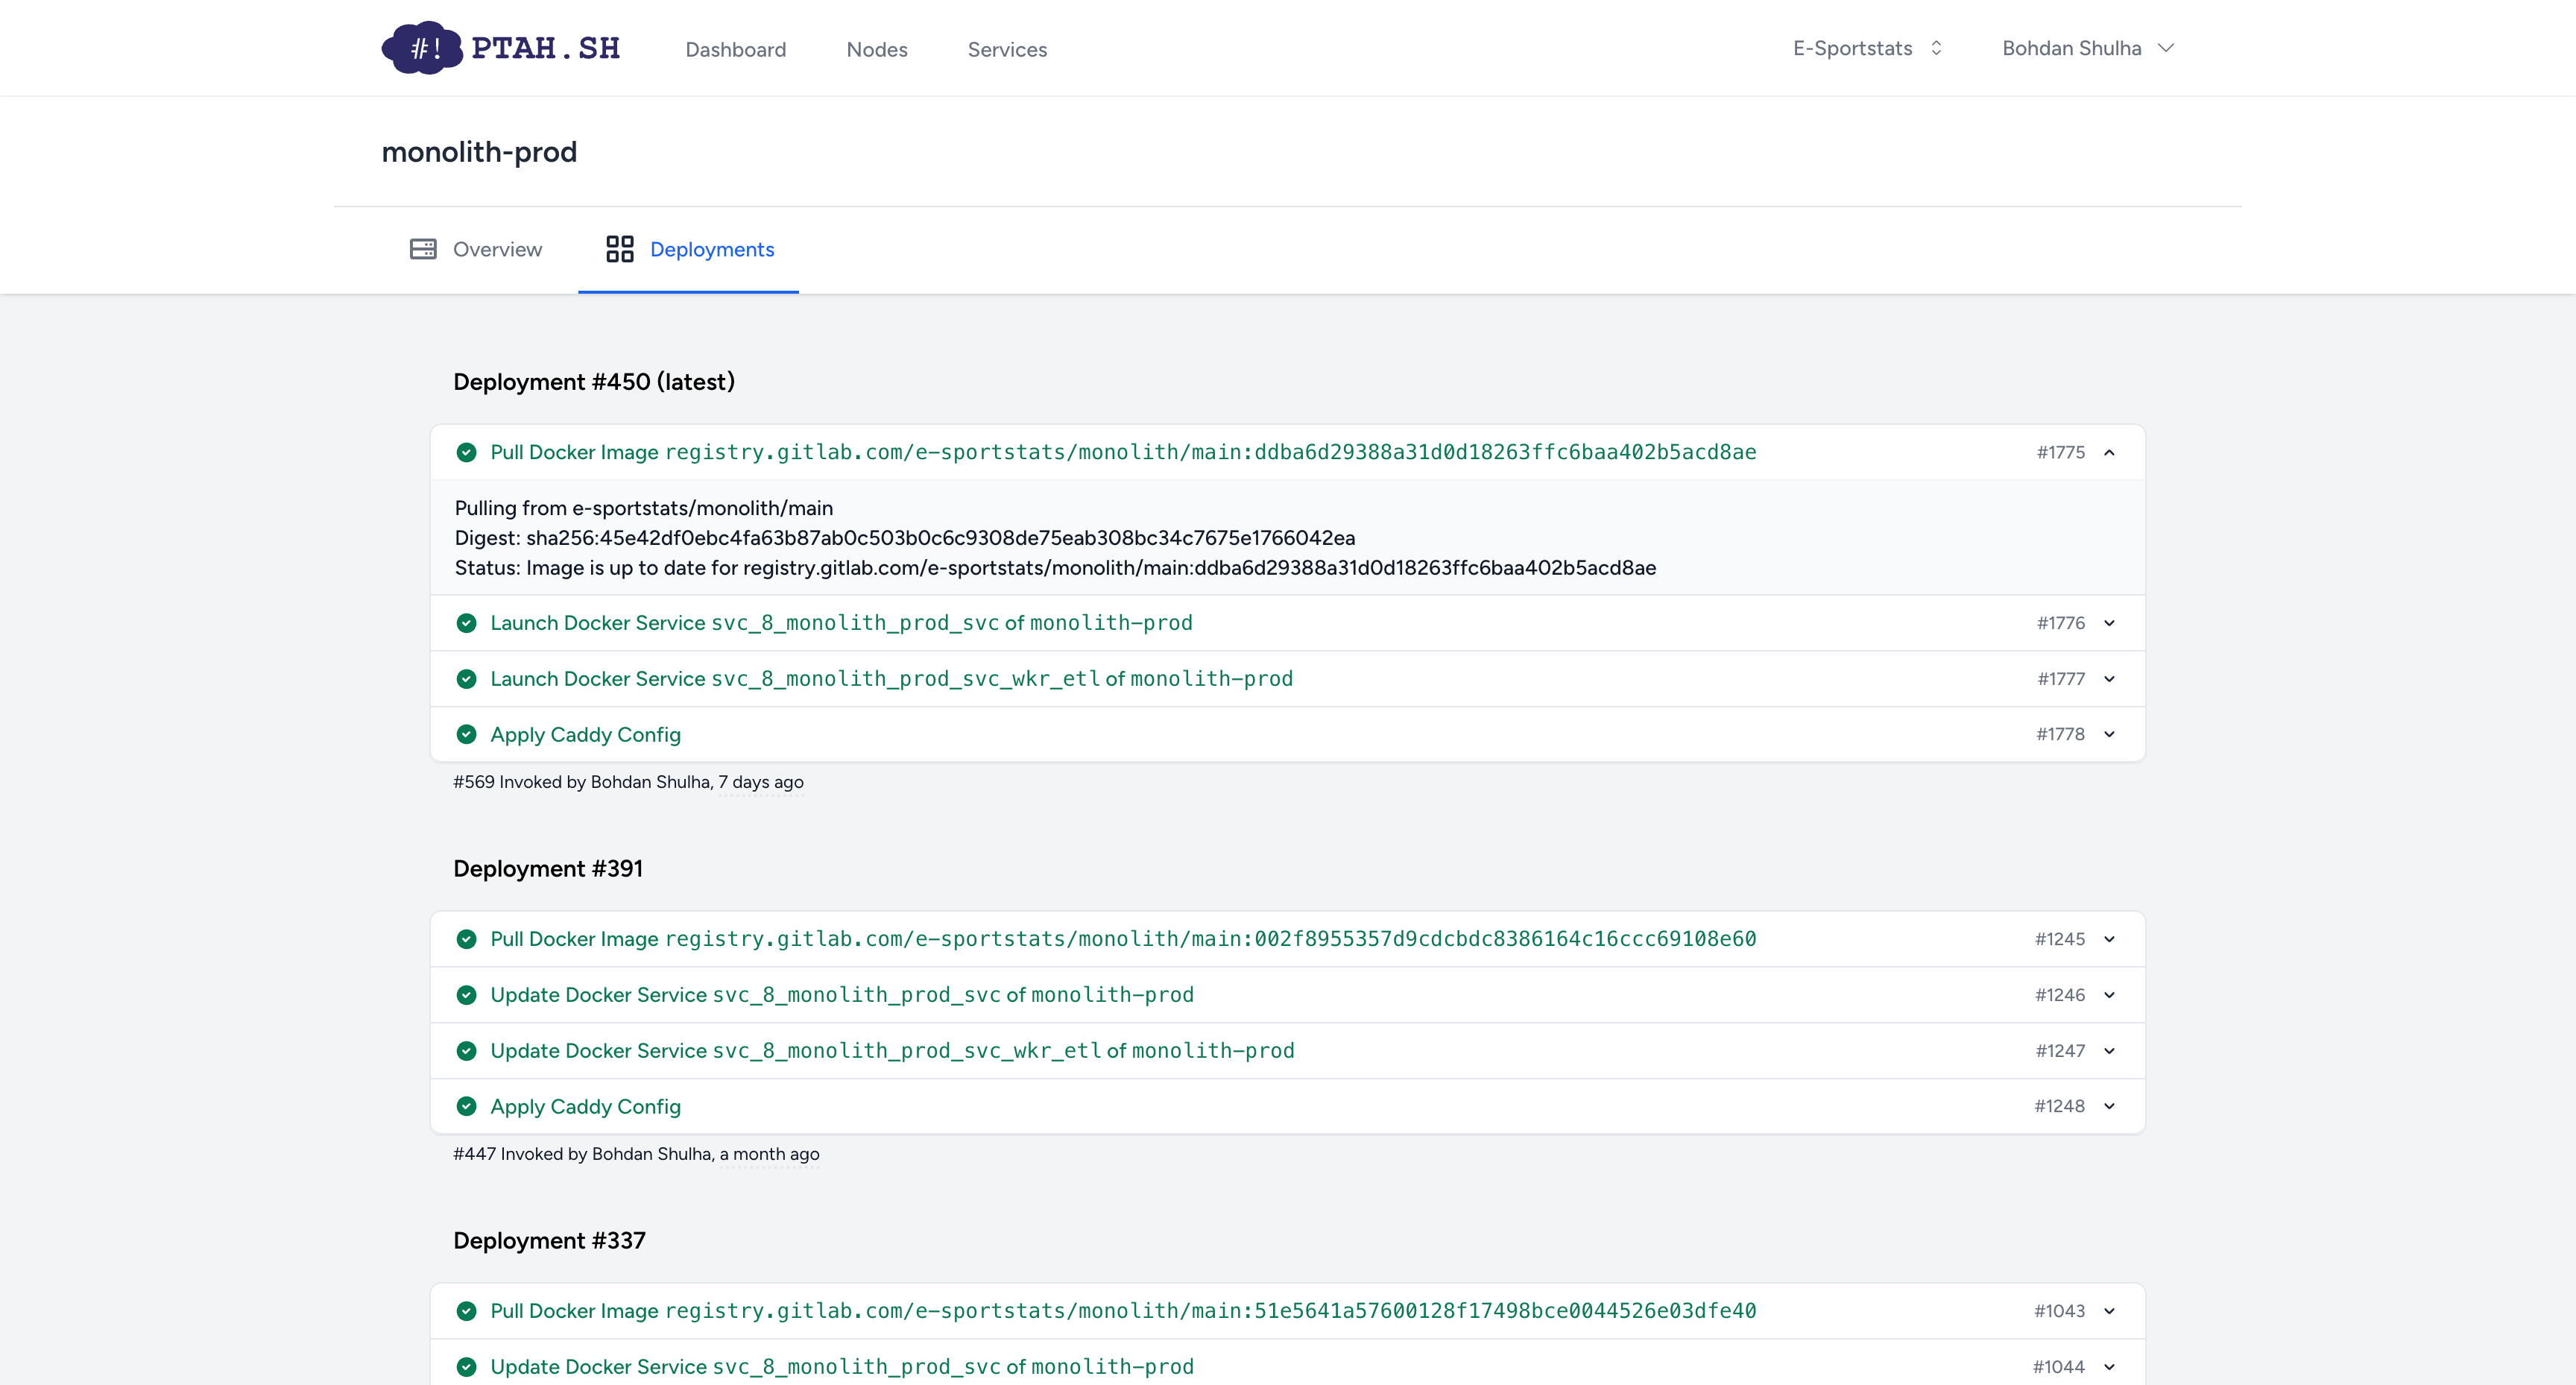 #! PTAH.SH Dashboard Nodes Services E-Sportstats Bohdan Shulha
monolith-prod
Overview Deployments
Deployment #450 (latest)
Pull Docker Image registry.gitlab.com/e-sportstats/monolith/main:ddba6d29388a31d0d18263ffc6baa402b5acd8ae #1775
Pulling from e-sportstats/monolith/main
Digest: sha256:45e42df0ebc4fa63b87ab0c503b0c6c9308de75eab308bc34c7675e1766042ea
Status: Image is up to date for registry.gitlab.com/e-sportstats/monolith/main:ddba6d29388a31d0d18263ffc6baa402b5acd8ae
Launch Docker Service svc_8_monolith_prod_svc of monolith-prod #1776
Launch Docker Service svc_8_monolith_prod_svc_wkr_etl of monolith-prod #1777
Apply Caddy Config #1778
#569 Invoked by Bohdan Shulha, 7 days ago
Deployment #391
Pull Docker Image registry.gitlab.com/e-sportstats/monolith/main:002f8955357d9cdcbdc8386164c16ccc69108e60 #1245
Update Docker Service svc_8_monolith_prod_svc of monolith-prod #1246
Update Docker Service svc_8_monolith_prod_svc_wkr_etl of monolith-prod #1247
Apply Caddy Config #1248
#447 Invoked by Bohdan Shulha, a month ago
Deployment #337
Pull Docker Image registry.gitlab.com/e-sportstats/monolith/main:51e5641a57600128f17498bce0044526e03dfe40 #1043
Update Docker Service svc_8_monolith_prod_svc of monolith-prod #1044